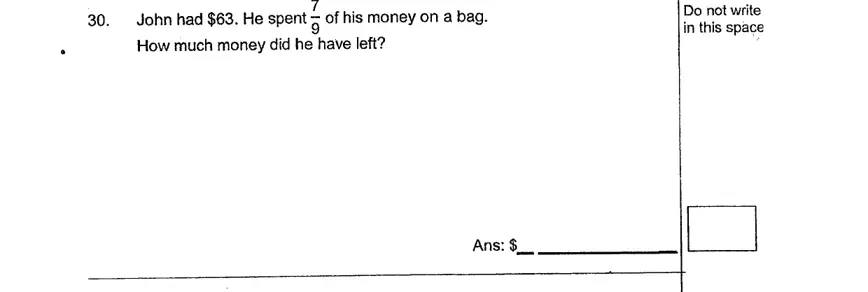 30. John had $63. He spent 7/9 of his money on a bag.
How much money did he have left?
Do not write
in this space
Ans: $